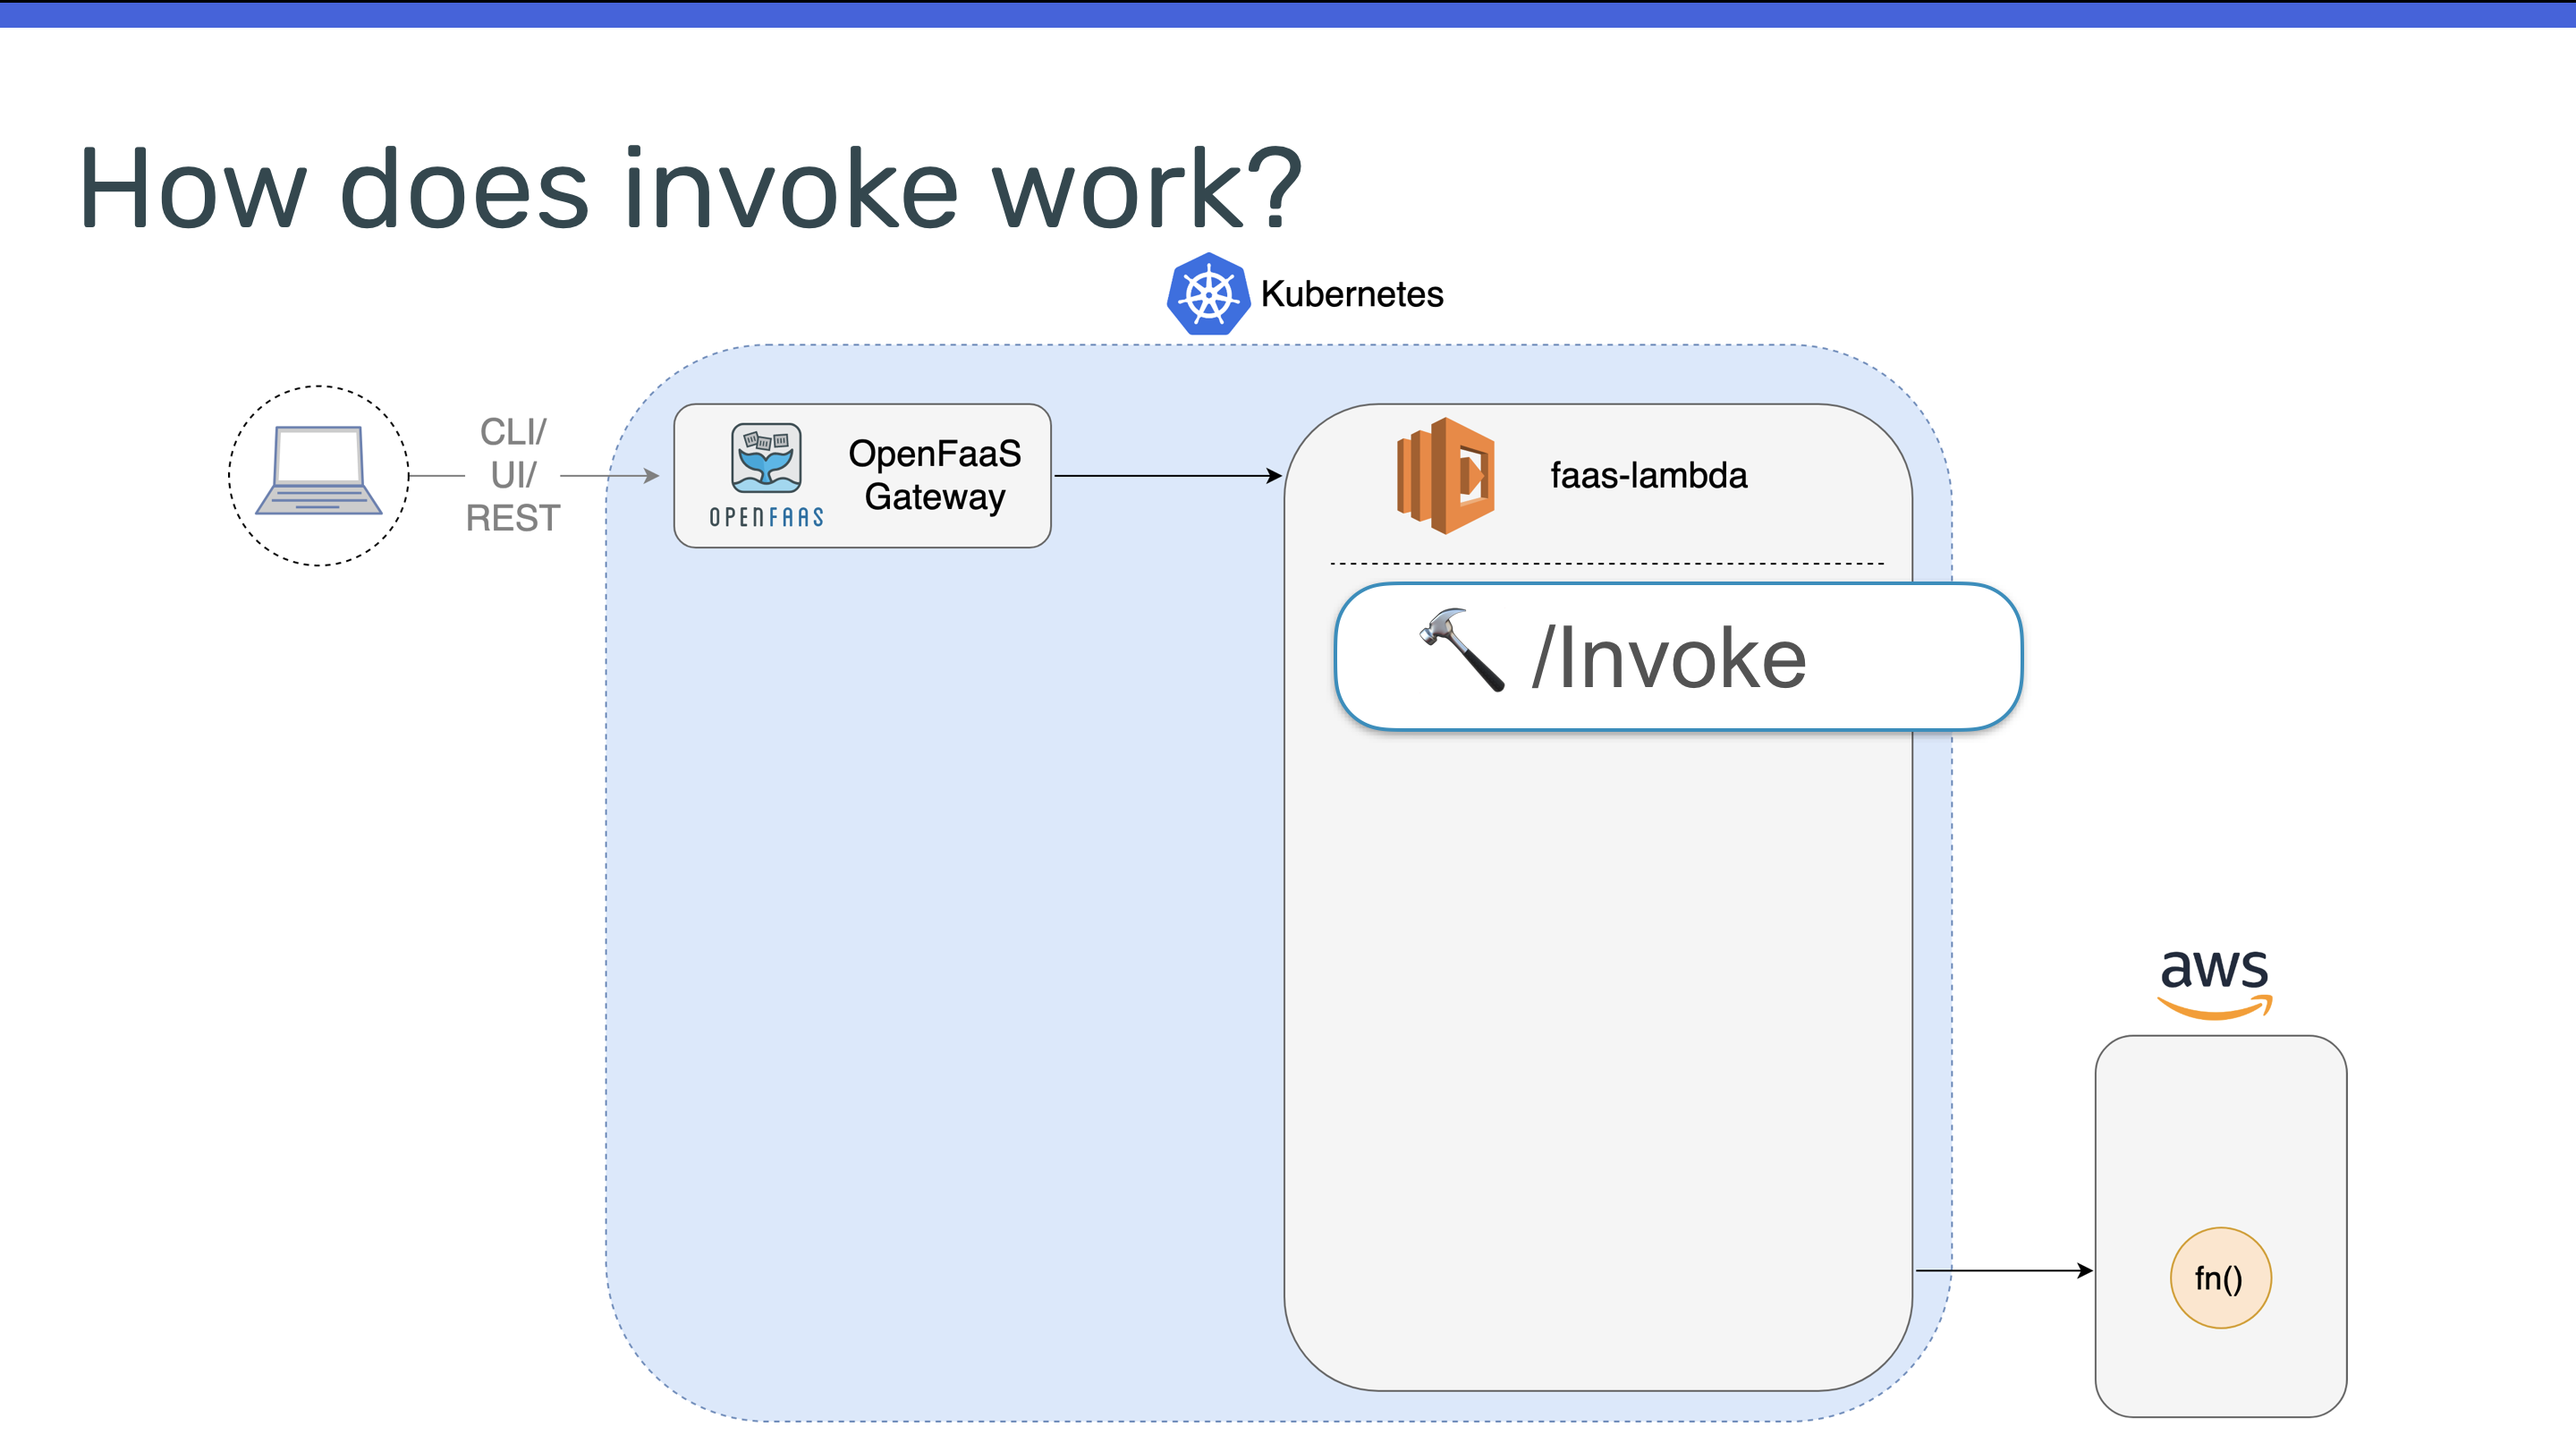 How does invoke work?
Kubernetes
CLI/
UI/
REST
OPENFAAS
OpenFaaS
Gateway
faas-lambda
/Invoke
aws
fn()